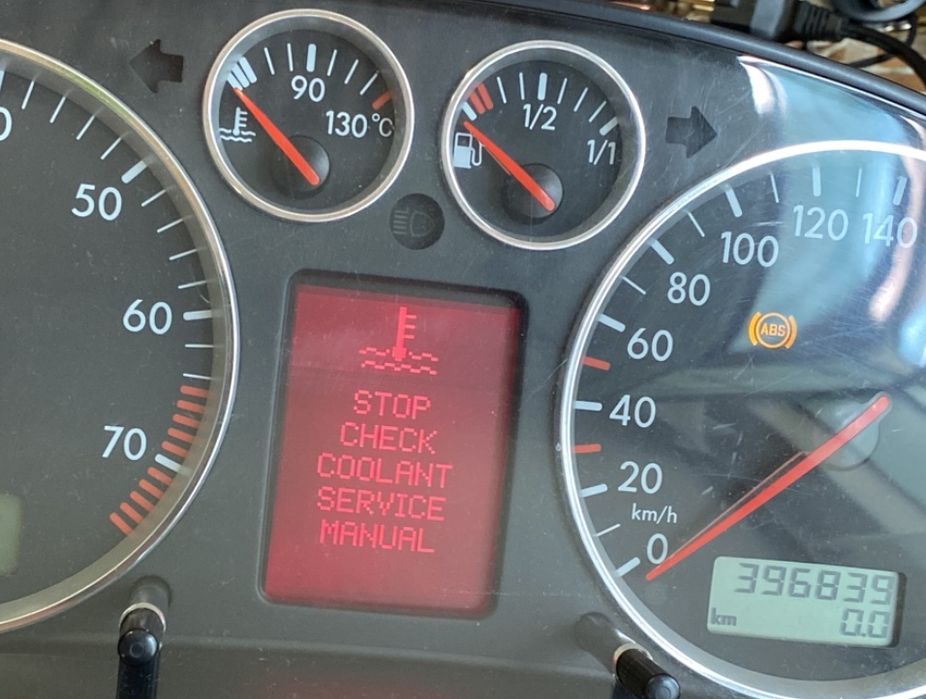 90
130°C
1/2
1/1
50
60
70
STOP
CHECK
COOLANT
SERVICE
MANUAL
140
120
100
80
60
40
20
0
km/h
ABS
396839
km 0.0